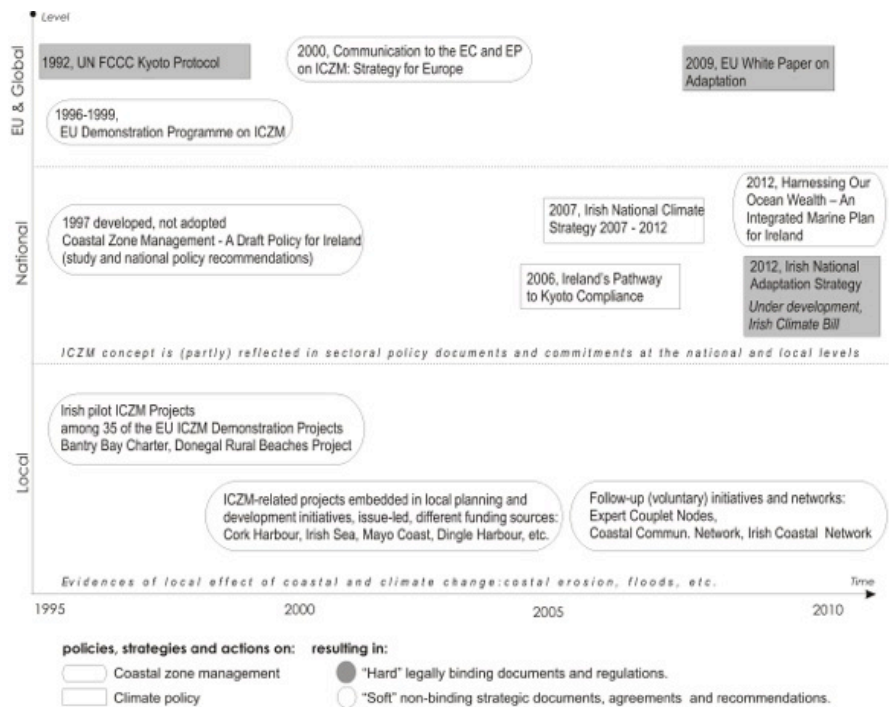 Level
EU & Global
1992, UN FCCC Kyoto Protocol
2000, Communication to the EC and EP
on ICZM: Strategy for Europe
2009, EU White Paper on
Adaptation
1996-1999,
EU Demonstration Programme on ICZM
National
1997 developed, not adopted
Coastal Zone Management - A Draft Policy for Ireland
(study and national policy recommendations)
2007, Irish National Climate
Strategy 2007 - 2012
2006, Ireland's Pathway
to Kyoto Compliance
2012, Harnessing Our
Ocean Wealth – An
Integrated Marine Plan
for Ireland
2012, Irish National
Adaptation Strategy
Under development,
Irish Climate Bill
ICZM concept is (partly) reflected in sectoral policy documents and commitments at the national and local levels
Local
Irish pilot ICZM Projects
among 35 of the EU ICZM Demonstration Projects
Bantry Bay Charter, Donegal Rural Beaches Project
ICZM-related projects embedded in local planning and
development initiatives, issue-led, different funding sources:
Cork Harbour, Irish Sea, Mayo Coast, Dingle Harbour, etc.
Follow-up (voluntary) initiatives and networks:
Expert Couplet Nodes,
Coastal Commun. Network, Irish Coastal Network
Evidences of local effect of coastal and climate change:costal erosion, floods, etc.
Time
1995 2000 2005 2010
policies, strategies and actions on: resulting in:
Coastal zone management "Hard" legally binding documents and regulations.
Climate policy "Soft" non-binding strategic documents, agreements and recommendations.